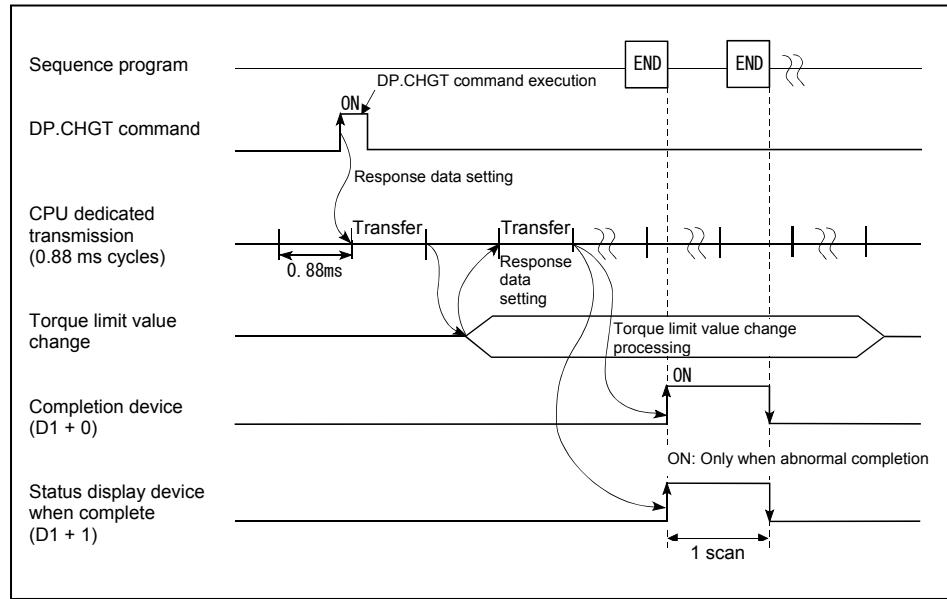 Sequence program
END
END
DP.CHGT command execution
ON
DP.CHGT command
Response data setting
CPU dedicated
transmission
(0.88 ms cycles)
Transfer
Transfer
0.88ms
Response
data
setting
Torque limit value
change
Torque limit value change
processing
ON
Completion device
(D1 + 0)
ON: Only when abnormal completion
Status display device
when complete
(D1 + 1)
1 scan